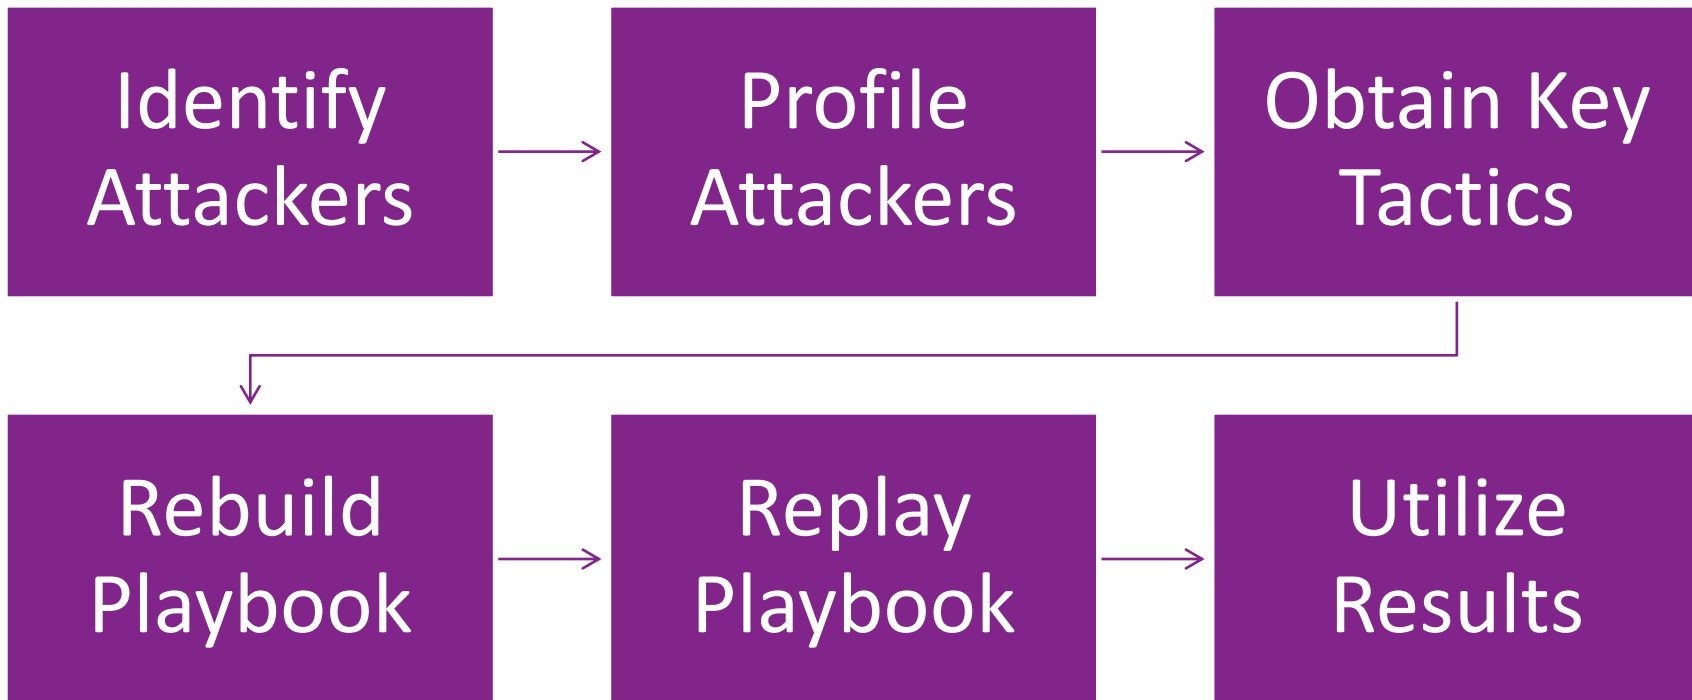 Identify
Attackers
Profile
Attackers
Obtain Key
Tactics
Rebuild
Playbook
Replay
Playbook
Utilize
Results